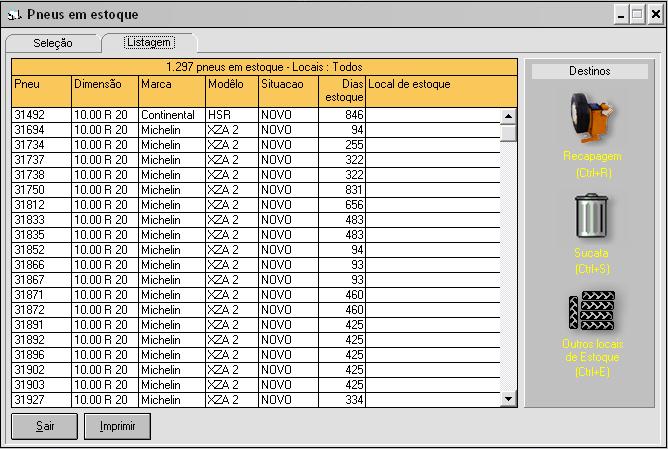 Pneus em estoque
Seleção Listagem
1.297 pneus em estoque - Locais : Todos
Pneu Dimensão Marca Modêlo Situacao Dias estoque Local de estoque
31492 10.00 R 20 Continental HSR NOVO 846
31694 10.00 R 20 Michelin XZA 2 NOVO 94
31734 10.00 R 20 Michelin XZA 2 NOVO 255
31737 10.00 R 20 Michelin XZA 2 NOVO 322
31738 10.00 R 20 Michelin XZA 2 NOVO 322
31750 10.00 R 20 Michelin XZA 2 NOVO 831
31812 10.00 R 20 Michelin XZA 2 NOVO 656
31833 10.00 R 20 Michelin XZA 2 NOVO 483
31835 10.00 R 20 Michelin XZA 2 NOVO 483
31852 10.00 R 20 Michelin XZA 2 NOVO 94
31866 10.00 R 20 Michelin XZA 2 NOVO 93
31867 10.00 R 20 Michelin XZA 2 NOVO 93
31871 10.00 R 20 Michelin XZA 2 NOVO 460
31872 10.00 R 20 Michelin XZA 2 NOVO 460
31891 10.00 R 20 Michelin XZA 2 NOVO 425
31892 10.00 R 20 Michelin XZA 2 NOVO 425
31896 10.00 R 20 Michelin XZA 2 NOVO 425
31902 10.00 R 20 Michelin XZA 2 NOVO 425
31903 10.00 R 20 Michelin XZA 2 NOVO 425
31927 10.00 R 20 Michelin XZA 2 NOVO 334
Destinos
Recapagem
(Ctrl+R)
Sucata
(Ctrl+S)
Outros locais
de Estoque
(Ctrl+E)
Sair Imprimir